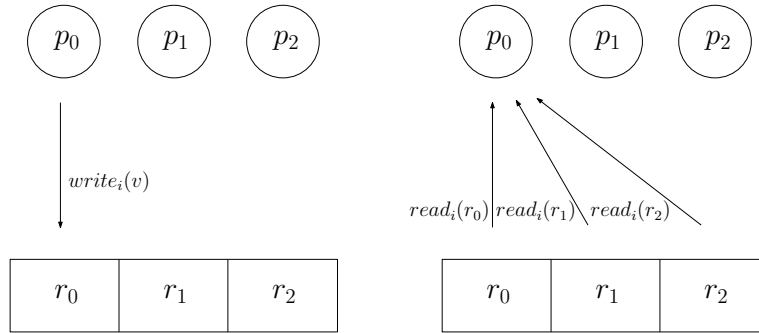 p₀ p₁ p₂ p₀ p₁ p₂
writeᵢ(v)
readᵢ(r₀) readᵢ(r₁) readᵢ(r₂)
r₀ r₁ r₂ r₀ r₁ r₂